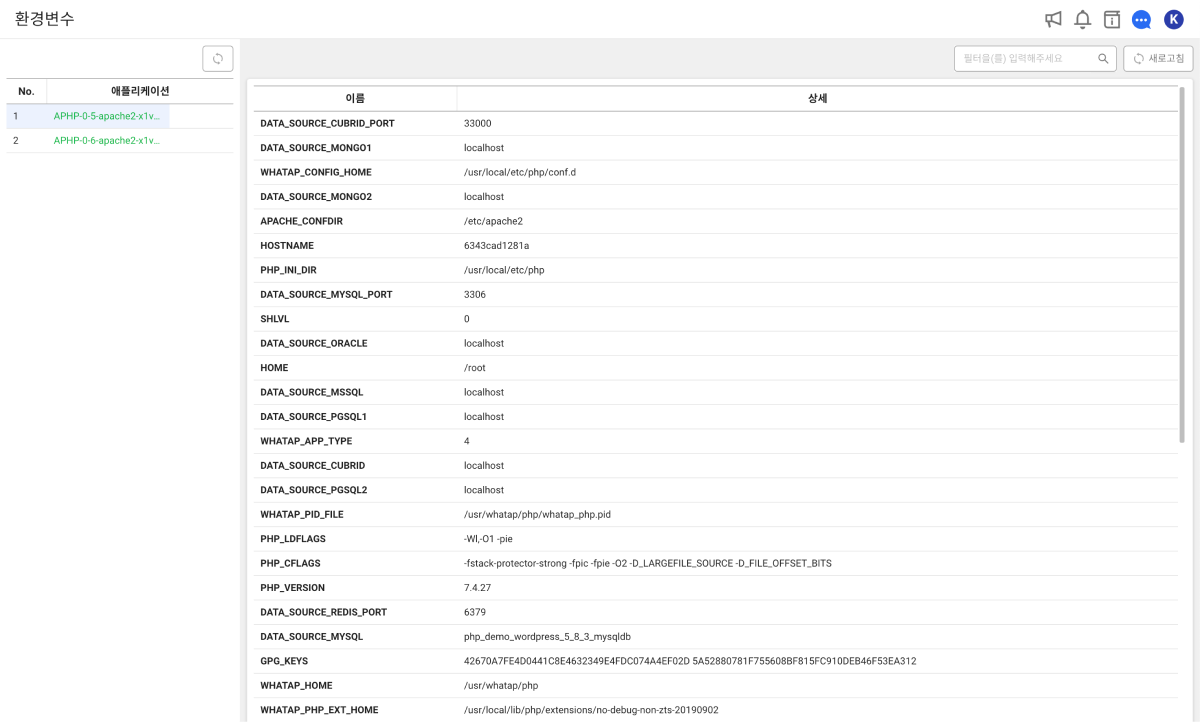 환경변수
K
필터을(를) 입력해주세요
새로고침
No. 애플리케이션
1 APHP-0-5-apache2-x1v...
2 APHP-0-6-apache2-x1v...
이름 상세
DATA_SOURCE_CUBRID_PORT 33000
DATA_SOURCE_MONGO1 localhost
WHATAP_CONFIG_HOME /usr/local/etc/php/conf.d
DATA_SOURCE_MONGO2 localhost
APACHE_CONFDIR /etc/apache2
HOSTNAME 6343cad1281a
PHP_INI_DIR /usr/local/etc/php
DATA_SOURCE_MYSQL_PORT 3306
SHLVL 0
DATA_SOURCE_ORACLE localhost
HOME /root
DATA_SOURCE_MSSQL localhost
DATA_SOURCE_PGSQL1 localhost
WHATAP_APP_TYPE 4
DATA_SOURCE_CUBRID localhost
DATA_SOURCE_PGSQL2 localhost
WHATAP_PID_FILE /usr/whatap/php/whatap_php.pid
PHP_LDFLAGS -Wl,-O1 -pie
PHP_CFLAGS -fstack-protector-strong -fpic -fpie -O2 -D_LARGEFILE_SOURCE -D_FILE_OFFSET_BITS
PHP_VERSION 7.4.27
DATA_SOURCE_REDIS_PORT 6379
DATA_SOURCE_MYSQL php_demo_wordpress_5_8_3_mysqldb
GPG_KEYS 42670A7FE4D0441C8E4632349E4FDC074A4EF02D 5A52880781F755608BF815FC910DEB46F53EA312
WHATAP_HOME /usr/whatap/php
WHATAP_PHP_EXT_HOME /usr/local/lib/php/extensions/no-debug-non-zts-20190902